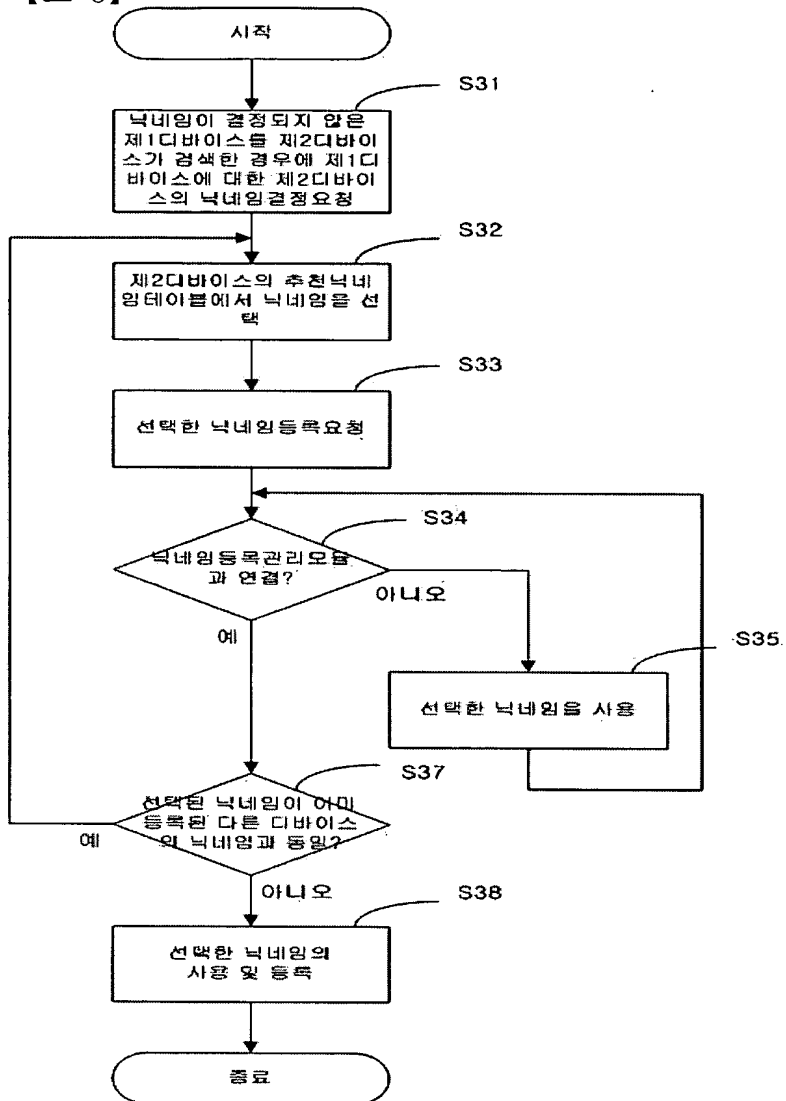 시작
S31
닉네임이 결정되지 않은
제1디바이스를 제2디바이
스가 검색한 경우에 제1디
바이스에 대한 제2디바이
스의 닉네임결정요청
S32
제2디바이스의 추천닉네
임테이블에서 닉네임을 선
택
S33
선택한 닉네임등록요청
S34
닉네임등록관리모듈
과 연결?
아니오
예
S35
선택한 닉네임을 사용
S37
선택된 닉네임이 이미
등록된 다른 디바이스
의 닉네임과 동일?
예
아니오
S38
선택한 닉네임의
사용 및 등록
종료